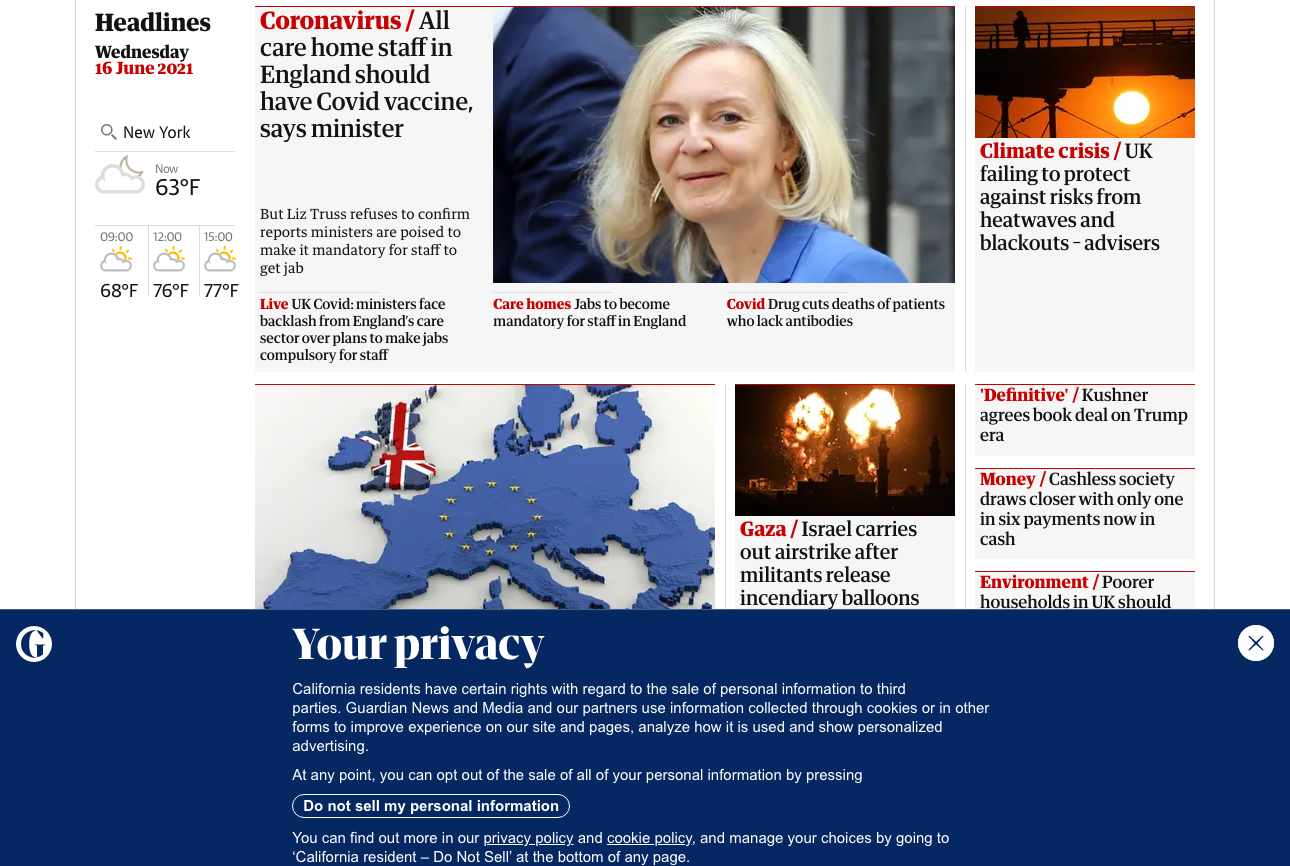 Headlines
Wednesday
16 June 2021
New York
Now
63°F
09:00
12:00
15:00
68°F
76°F
77°F
Coronavirus / All
care home staff in
England should
have Covid vaccine,
says minister
But Liz Truss refuses to confirm
reports ministers are poised to
make it mandatory for staff to
get jab
Live UK Covid: ministers face
backlash from England's care
sector over plans to make jabs
compulsory for staff
Care homes Jabs to become
mandatory for staff in England
Covid Drug cuts deaths of patients
who lack antibodies
Climate crisis / UK
failing to protect
against risks from
heatwaves and
blackouts – advisers
Gaza / Israel carries
out airstrike after
militants release
incendiary balloons
'Definitive' / Kushner
agrees book deal on Trump
era
Money / Cashless society
draws closer with only one
in six payments now in
cash
Environment / Poorer
households in UK should
G
Your privacy
California residents have certain rights with regard to the sale of personal information to third
parties. Guardian News and Media and our partners use information collected through cookies or in other
forms to improve experience on our site and pages, analyze how it is used and show personalized
advertising.
At any point, you can opt out of the sale of all of your personal information by pressing
Do not sell my personal information
You can find out more in our privacy policy and cookie policy, and manage your choices by going to
‘California resident – Do Not Sell’ at the bottom of any page.